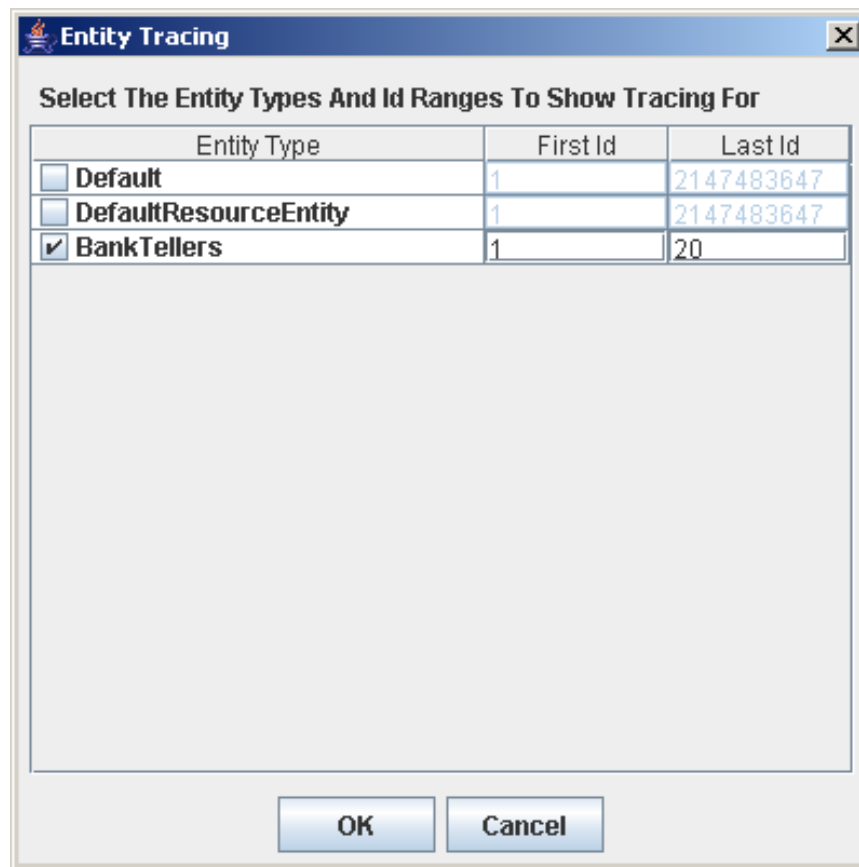 Entity Tracing
Select The Entity Types And Id Ranges To Show Tracing For
Entity Type First Id Last Id
Default 1 2147483647
DefaultResourceEntity 1 2147483647
BankTellers 1 20
OK Cancel